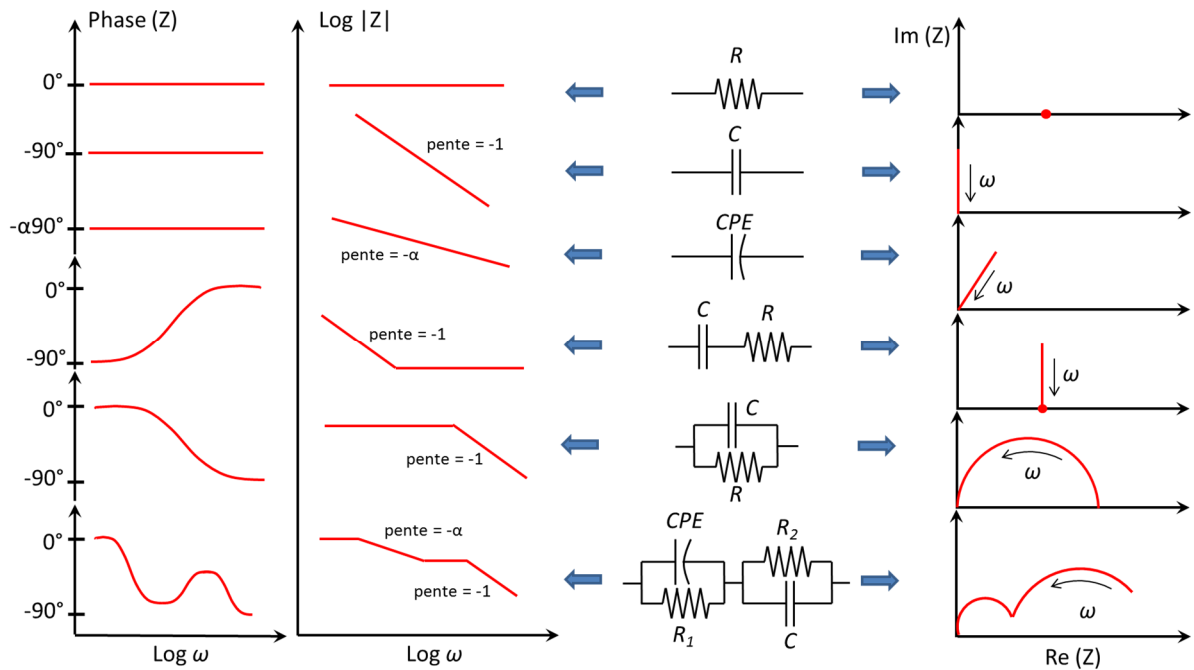 Phase (Z)
Log |Z|
Im (Z)
0°
R
-90°
pente = -1
C
ω
-α90°
pente = -α
CPE
ω
0°
-90°
pente = -1
C
R
ω
0°
-90°
pente = -1
C
R
ω
0°
-90°
pente = -α
pente = -1
CPE
R1
R2
C
ω
Log ω
Log ω
Re (Z)